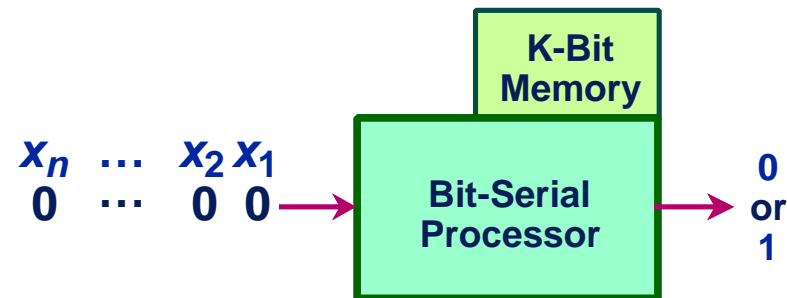 K-Bit
Memory
xn … x2 x1
0 … 0 0
Bit-Serial
Processor
0
or
1